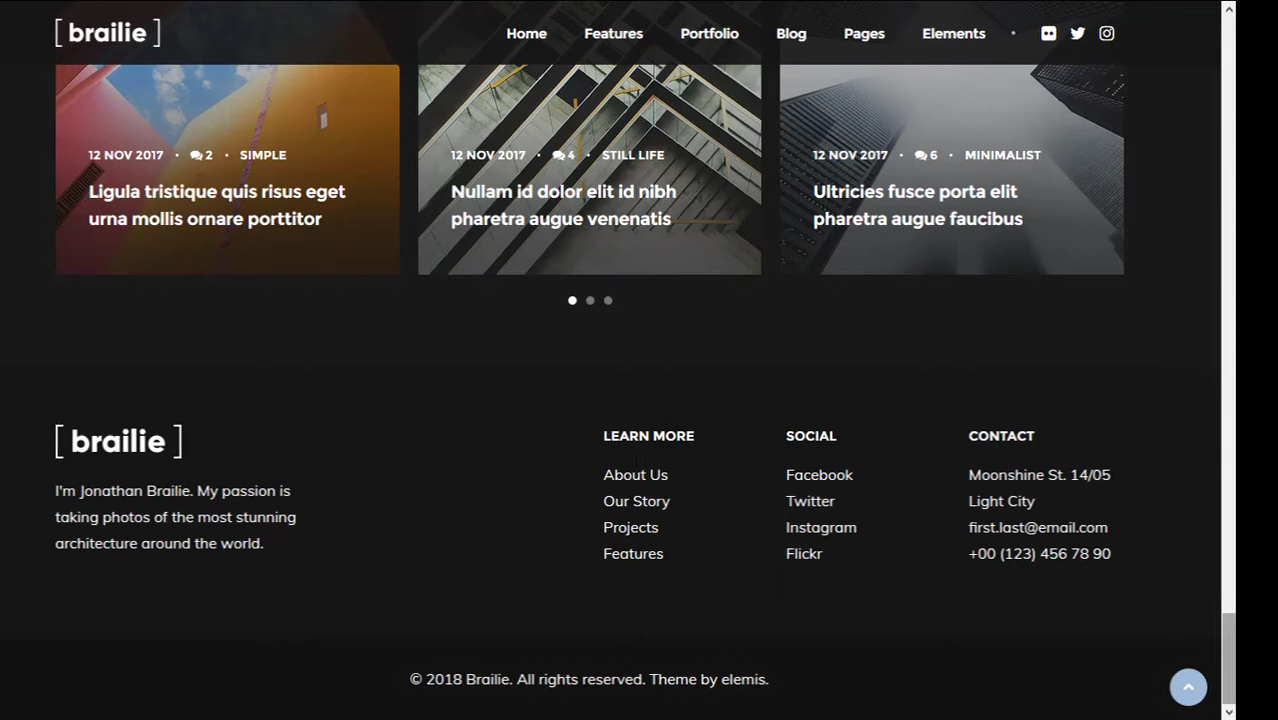 [ brailie ]
Home Features Portfolio Blog Pages Elements
12 NOV 2017 • 2 • SIMPLE
Ligula tristique quis risus eget
urna mollis ornare porttitor
12 NOV 2017 • 4 • STILL LIFE
Nullam id dolor elit id nibh
pharetra augue venenatis
12 NOV 2017 • 6 • MINIMALIST
Ultricies fusce porta elit
pharetra augue faucibus
[ brailie ]
I'm Jonathan Brailie. My passion is
taking photos of the most stunning
architecture around the world.
LEARN MORE
About Us
Our Story
Projects
Features
SOCIAL
Facebook
Twitter
Instagram
Flickr
CONTACT
Moonshine St. 14/05
Light City
first.last@email.com
+00 (123) 456 78 90
© 2018 Brailie. All rights reserved. Theme by elemis.